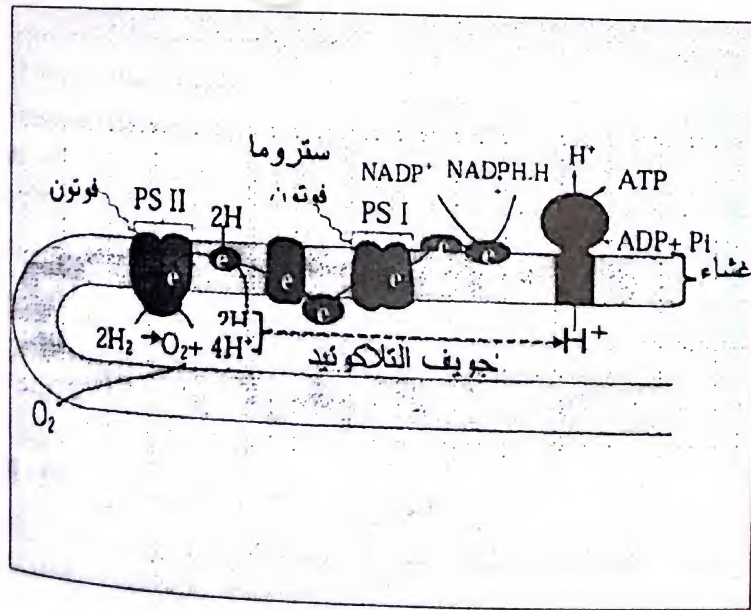 ستروما
فوتون PS II 2H فوتون PS I NADP⁺ NADPH.H
+
H⁺ ATP
ADP+ Pi
غشاء
e e e e e e
2H₂ → O₂+ 4H⁺ 2H H⁺
جويف التلاكوئيد
O₂